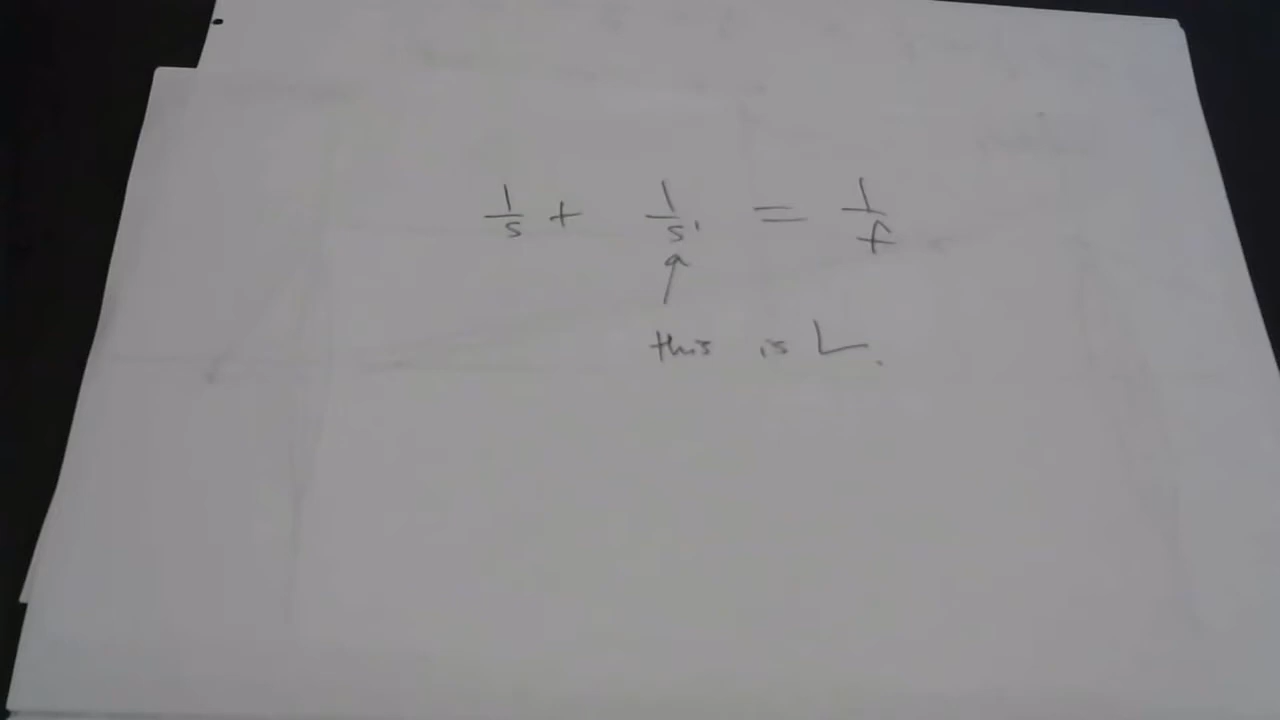 1/s + 1/s' = 1/f
this is L.